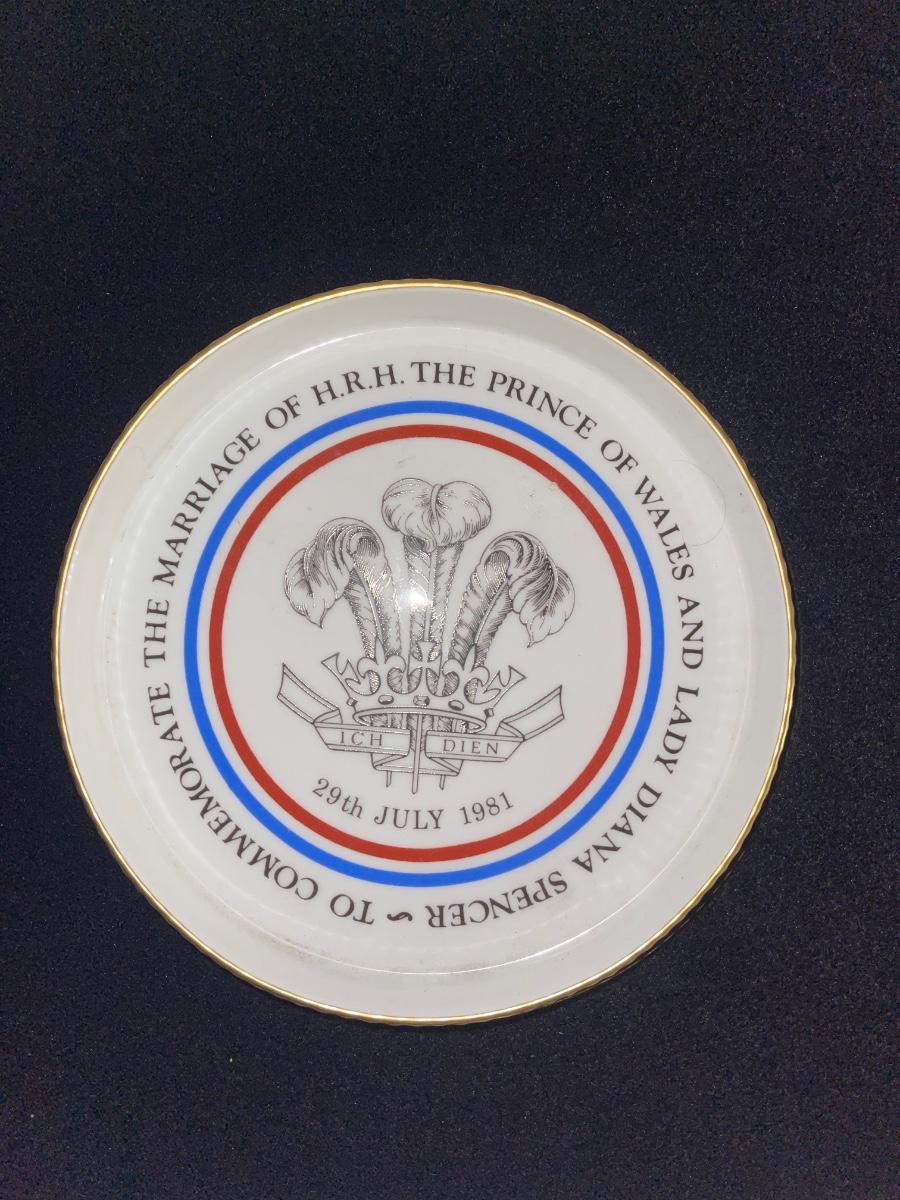 TO COMMEMORATE THE MARRIAGE OF H.R.H. THE PRINCE OF WALES AND LADY DIANA SPENCER ~
ICH DIEN
29th JULY 1981